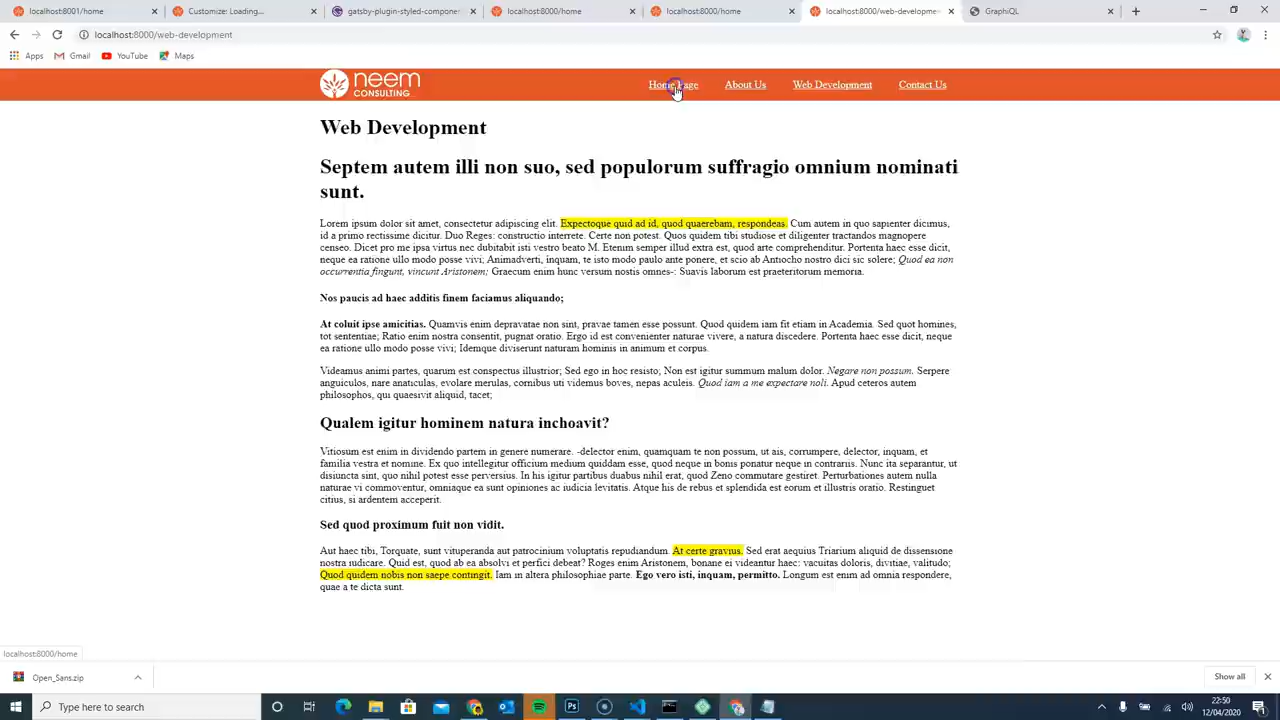 localhost:8001/home
Customize: Loading...
gatsby-plugin-styled-component
localhost:8000/home
localhost:8000/home
localhost:8000/web-developme
GraphiQL
localhost:8000/web-development
Apps
Gmail
YouTube
Maps
neem
CONSULTING
Home Page
About Us
Web Development
Contact Us
Web Development
Septem autem illi non suo, sed populorum suffragio omnium nominati
sunt.
Lorem ipsum dolor sit amet, consectetur adipiscing elit. Expectoque quid ad id, quod quaerebam, respondeas. Cum autem in quo sapienter dicimus,
id a primo rectissime dicitur. Duo Reges: constructio interrete. Certe non potest. Quos quidem tibi studiose et diligenter tractandos magnopere
censeo. Dicet pro me ipsa virtus nec dubitabit isti vestro beato M. Etenim semper illud extra est, quod arte comprehenditur. Portenta haec esse dicit,
neque ea ratione ullo modo posse vivi; Animadverti, inquam, te isto modo paulo ante ponere, et scio ab Antiocho nostro dici sic solere; Quod ea non
occurrentia fingunt, vincunt Aristonem; Graecum enim hunc versum nostis omnes-: Suavis laborum est praeteritorum memoria.
Nos paucis ad haec additis finem faciamus aliquando;
At coluit ipse amicitias. Quamvis enim depravatae non sint, pravae tamen esse possunt. Quod quidem iam fit etiam in Academia. Sed quot homines,
tot sententiae; Ratio enim nostra consentit, pugnat oratio. Ergo id est convenienter naturae vivere, a natura discedere. Portenta haec esse dicit, neque
ea ratione ullo modo posse vivi; Idemque diviserunt naturam hominis in animum et corpus.
Videamus animi partes, quarum est conspectus illustrior; Sed ego in hoc resisto; Non est igitur summum malum dolor. Negare non possum. Serpere
anguiculos, nare anaticulas, evolare merulas, cornibus uti videmus boves, nepas aculeis. Quod iam a me expectare noli. Apud ceteros autem
philosophos, qui quaesivit aliquid, tacet;
Qualem igitur hominem natura inchoavit?
Vitiosum est enim in dividendo partem in genere numerare. -delector enim, quamquam te non possum, ut ais, corrumpere, delector, inquam, et
familia vestra et nomine. Ex quo intellegitur officium medium quiddam esse, quod neque in bonis ponatur neque in contrariis. Nunc ita separantur, ut
disiuncta sint, quo nihil potest esse perversius. In his igitur partibus duabus nihil erat, quod Zeno commutare gestiret. Perturbationes autem nulla
naturae vi commoventur, omniaque ea sunt opiniones ac iudicia levitatis. Atque his de rebus et splendida est eorum et illustris oratio. Restinguet
citius, si ardentem acceperit.
Sed quod proximum fuit non vidit.
Aut haec tibi, Torquate, sunt vituperanda aut patrocinium voluptatis repudiandum. At certe gravius. Sed erat aequius Triarium aliquid de dissensione
nostra iudicare. Quid est, quod ab ea absolvi et perfici debeat? Roges enim Aristonem, bonane ei videantur haec: vacuitas doloris, divitiae, valitudo;
Quod quidem nobis non saepe contingit. Iam in altera philosophiae parte. Ego vero isti, inquam, permitto. Longum est enim ad omnia respondere,
quae a te dicta sunt.
localhost:8000/home
Open_Sans.zip
Show all
Type here to search
22:50
12/04/2020